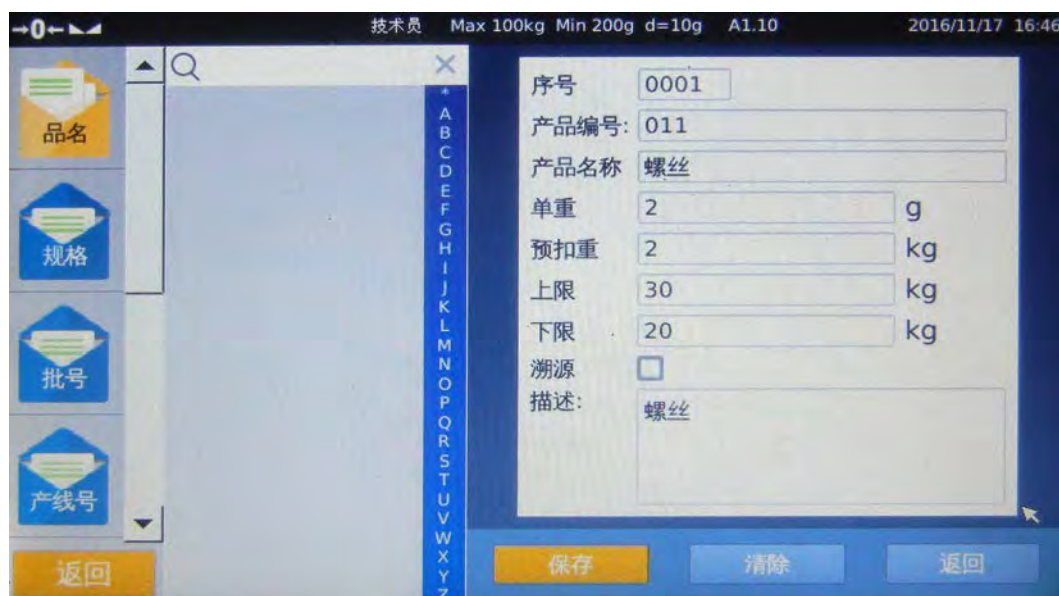 →0← 技术员 Max 100kg Min 200g d=10g A1.10 2016/11/17 16:46
品名
规格
批号
产线号
返回
*
A
B
C
D
E
F
G
H
I
J
K
L
M
N
O
P
Q
R
S
T
U
V
W
X
Y
Z
序号 0001
产品编号: 011
产品名称 螺丝
单重 2 g
预扣重 2 kg
上限 30 kg
下限 20 kg
溯源
描述: 螺丝
保存 清除 返回